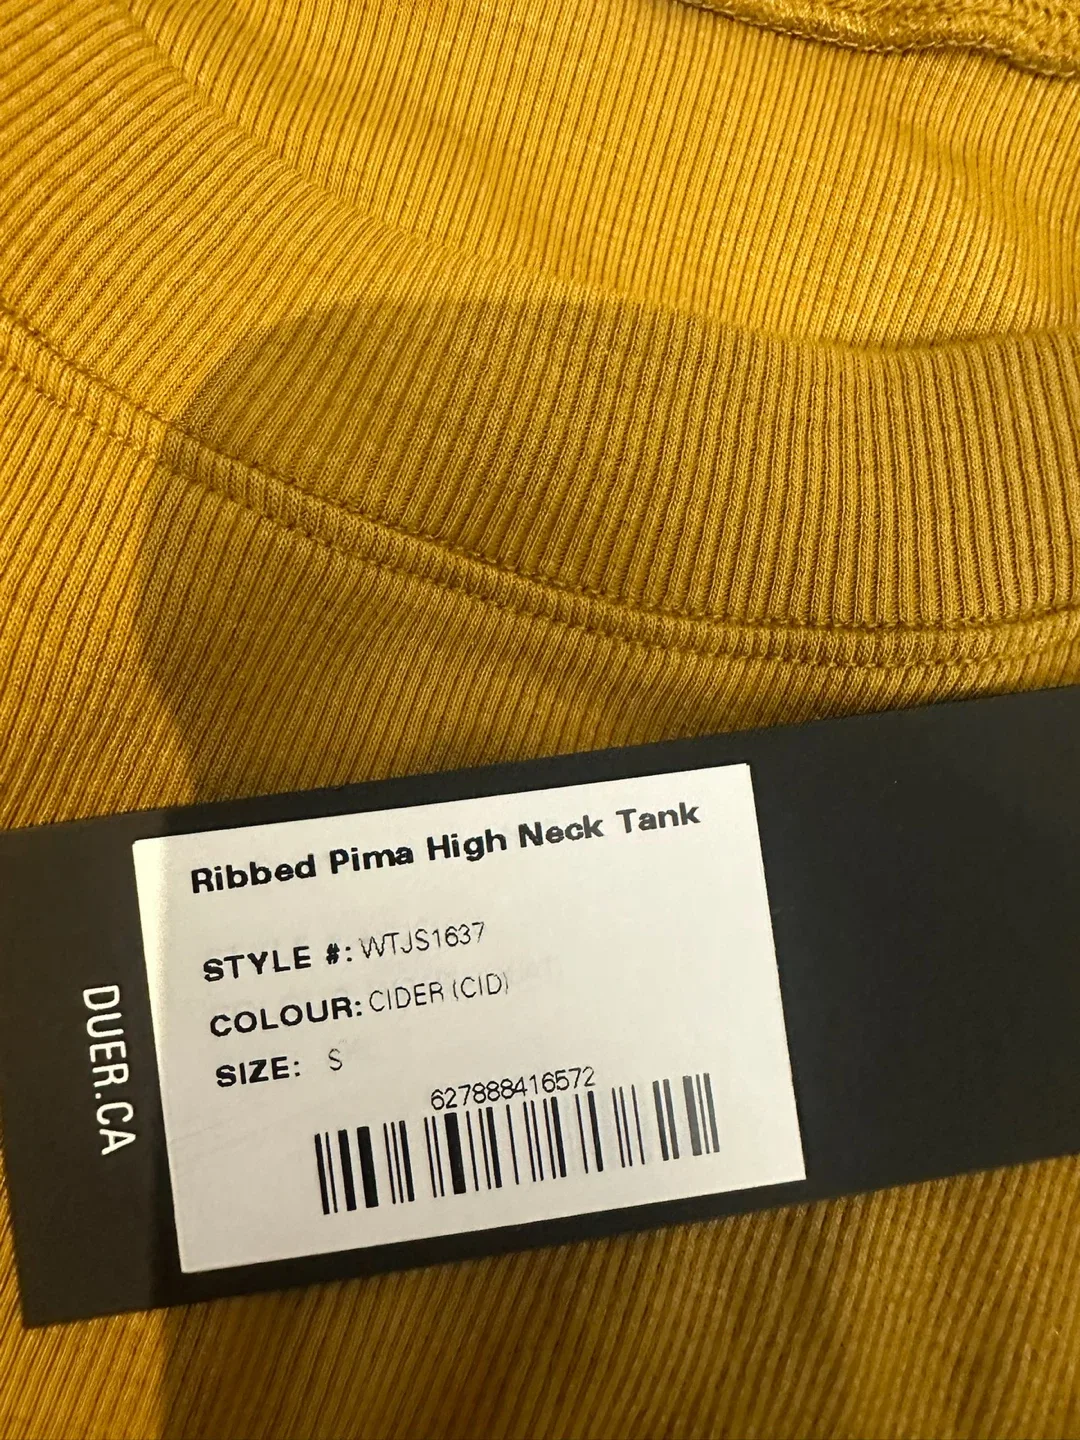 Ribbed Pima High Neck Tank
STYLE #: WTJS1637
COLOUR: CIDER (CID)
SIZE: S
627888416572
DUER.CA